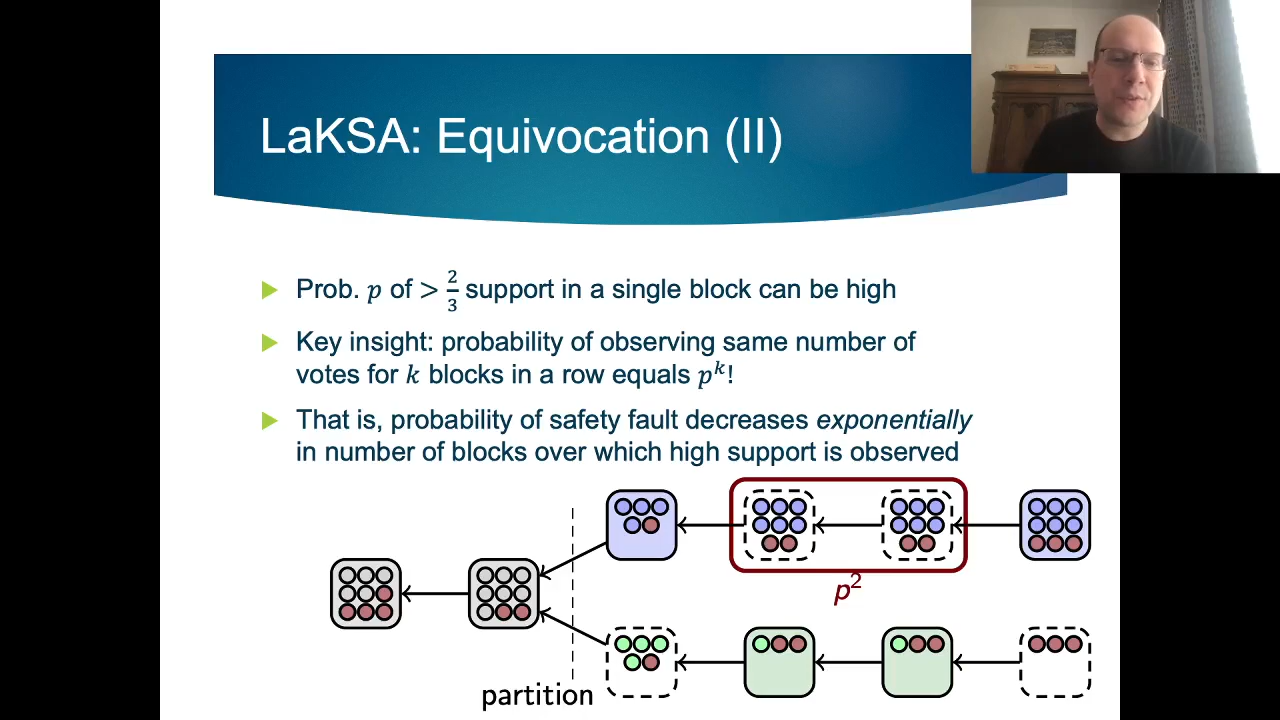 LaKSA: Equivocation (II)
Prob. p of > 2/3 support in a single block can be high
Key insight: probability of observing same number of
votes for k blocks in a row equals p^k!
That is, probability of safety fault decreases exponentially
in number of blocks over which high support is observed
p^2
partition